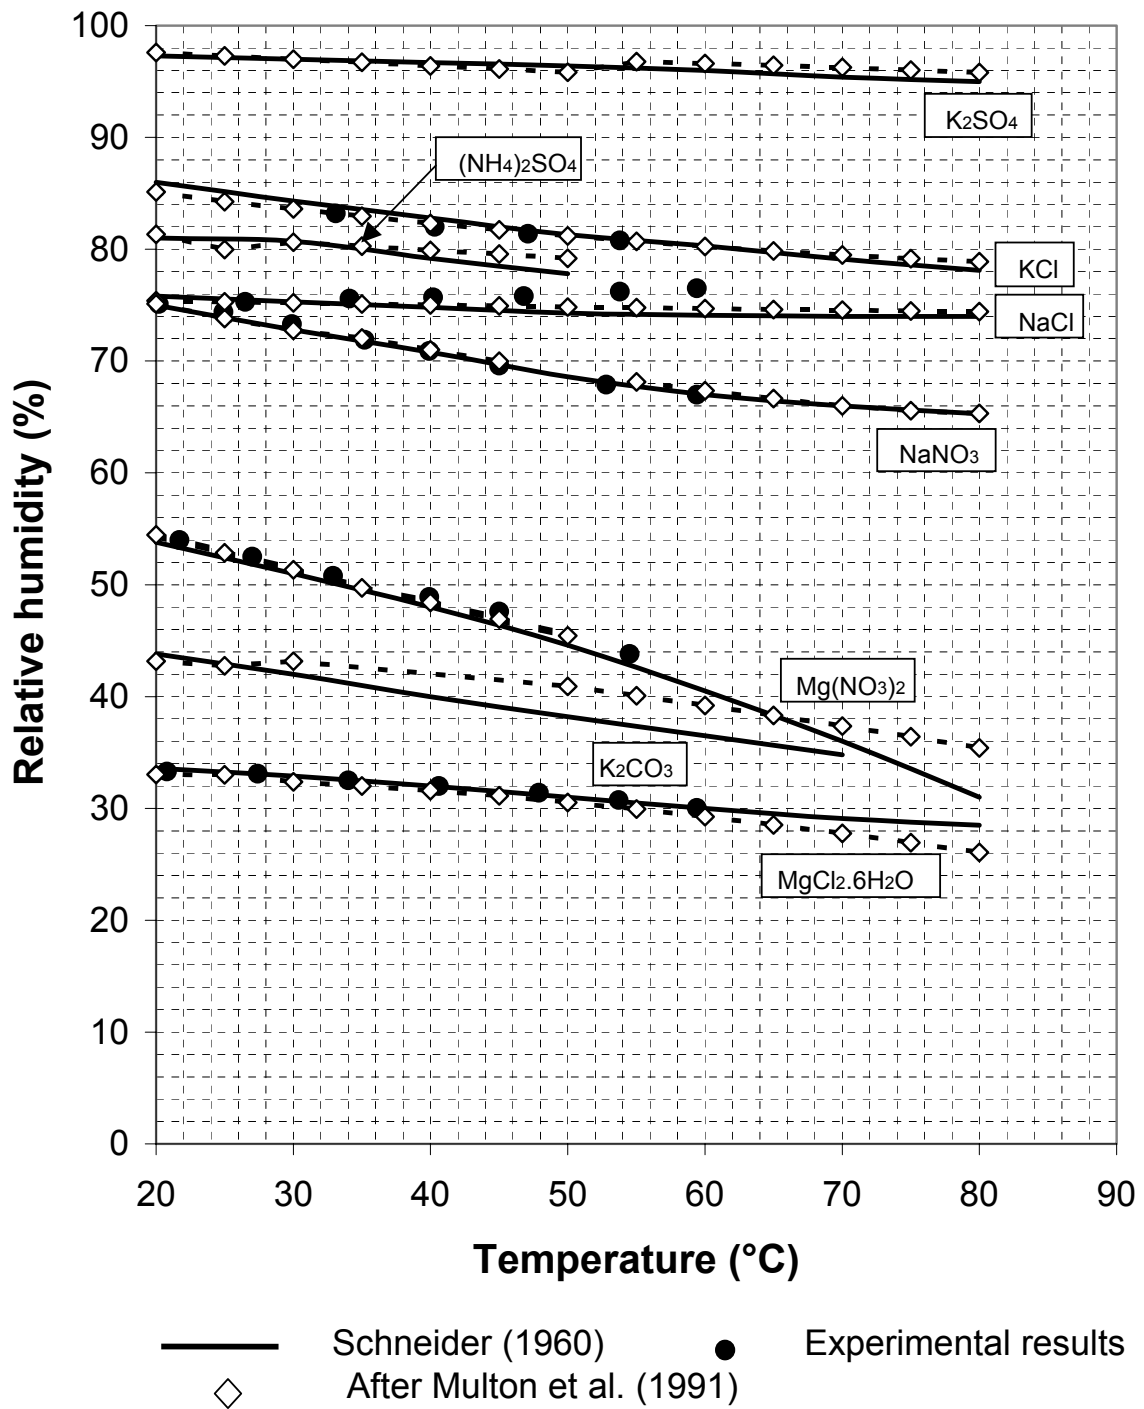 100
90
80
70
60
50
40
30
20
10
0
Relative humidity (%)
K2SO4
(NH4)2SO4
KCl
NaCl
NaNO3
Mg(NO3)2
K2CO3
MgCl2.6H2O
20 30 40 50 60 70 80 90
Temperature (°C)
Schneider (1960) Experimental results
After Multon et al. (1991)